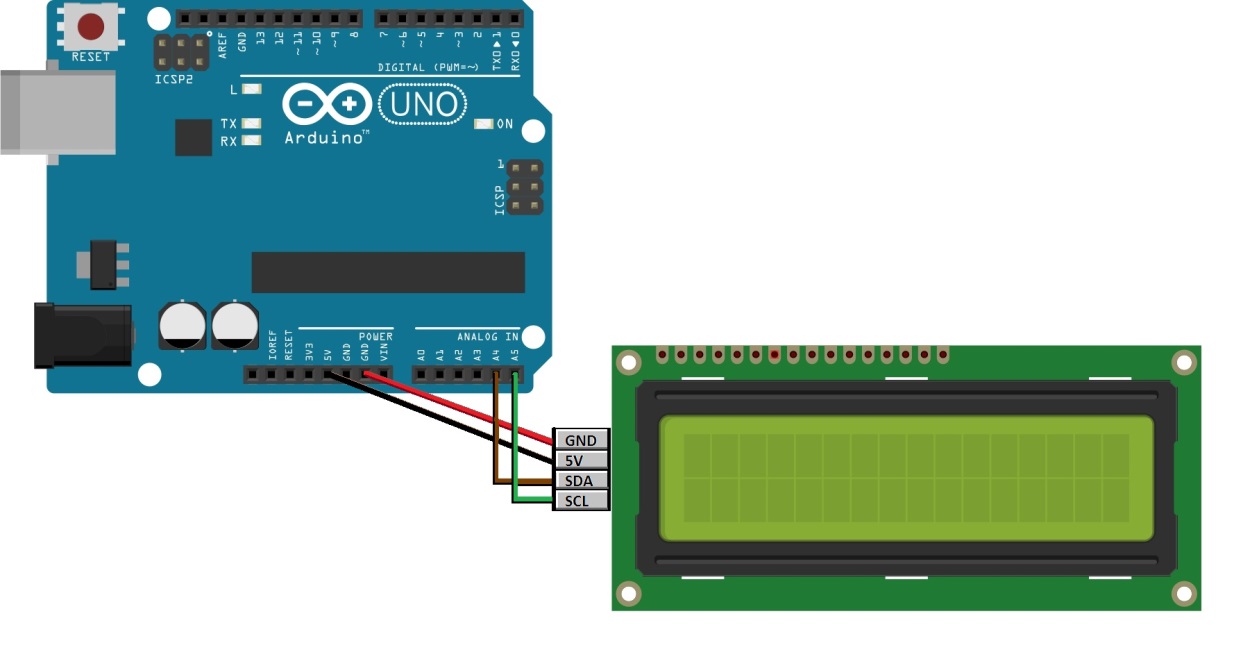 RESET
ICSP2
AREF
GND
13
12
~11
~10
~9
8
7
~6
~5
4
~3
2
TX0 ▶ 1
RX0 ◀ 0
DIGITAL (PWM=~)
L
TX
RX
UNO
Arduino™
ON
1
ICSP
IOREF
RESET
3V3
5V
GND
GND
VIN
POWER
ANALOG IN
A0
A1
A2
A3
A4
A5
GND
5V
SDA
SCL